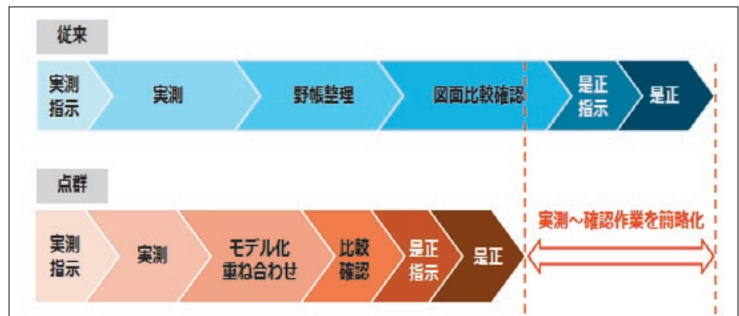 従来
実測
指示
実測
野帳整理
図面比較確認
是正
指示
是正
点群
実測
指示
実測
モデル化
重ね合わせ
比較
確認
是正
指示
是正
実測～確認作業を簡略化